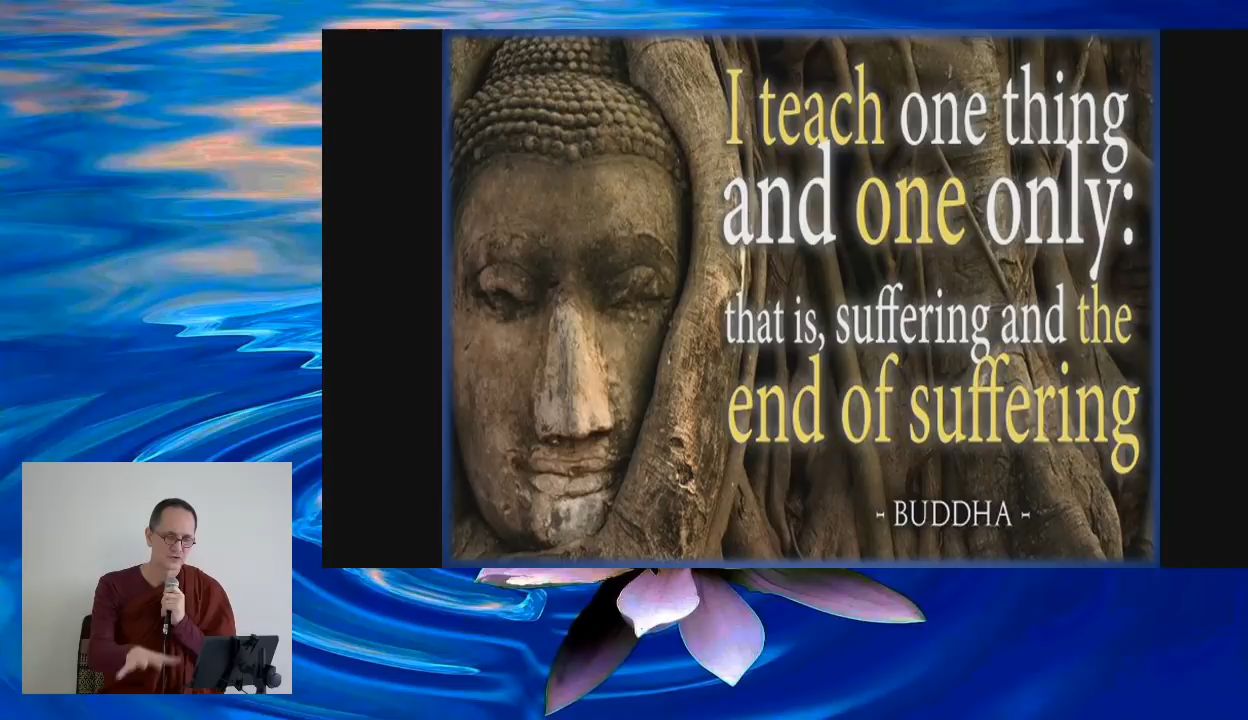 I teach one thing
and one only:
that is, suffering and the
end of suffering
- BUDDHA -